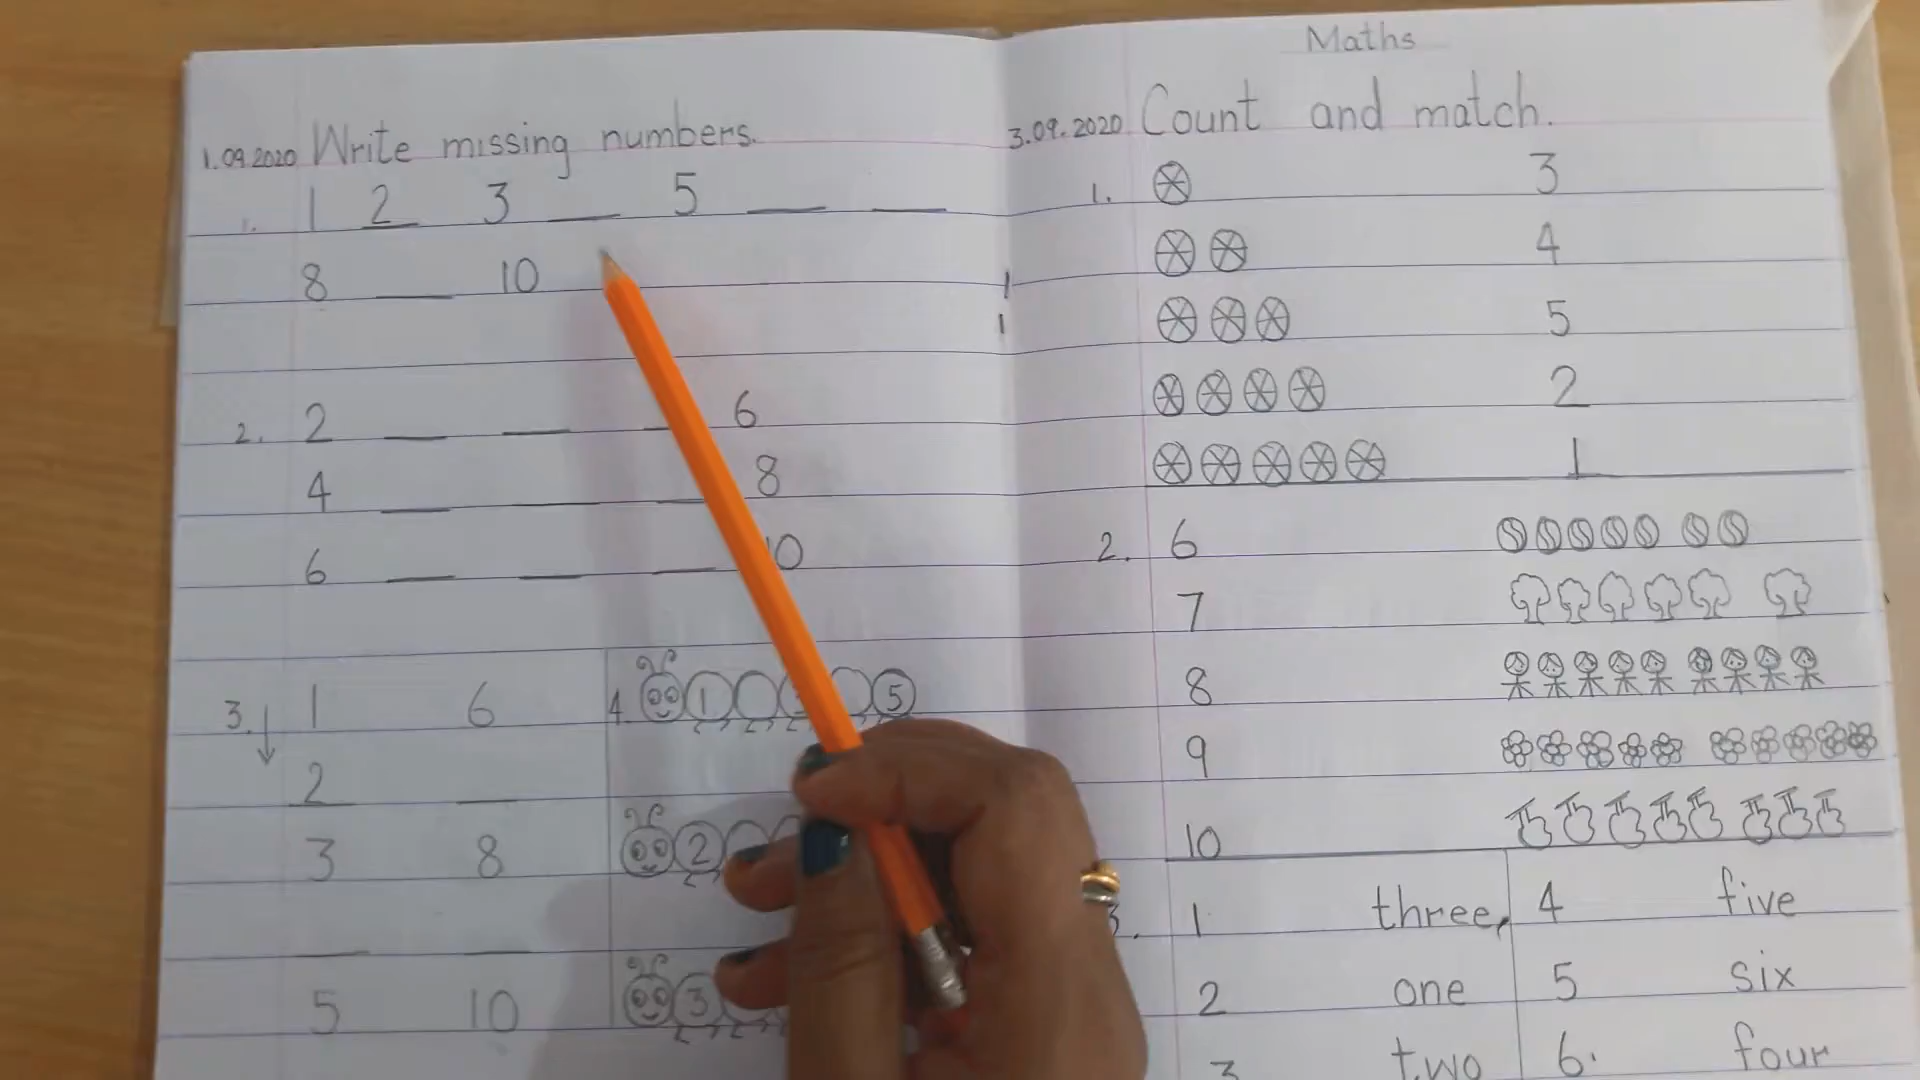 1.09.2020 Write missing numbers.
1. 1 2 3 __ 5 __ __
8 __ 10
2. 2 __ __ __ 6
4 __ __ __ 8
6 __ __ __ 10
3. 1 6
2 __
3 8
__ __
5 10
4. 1 5
2
3
Maths
3.09.2020 Count and match.
1. 3
4
5
2
1
2. 6
7
8
9
10
3. 1 three
2 one
3 two
4 five
5 six
6. four